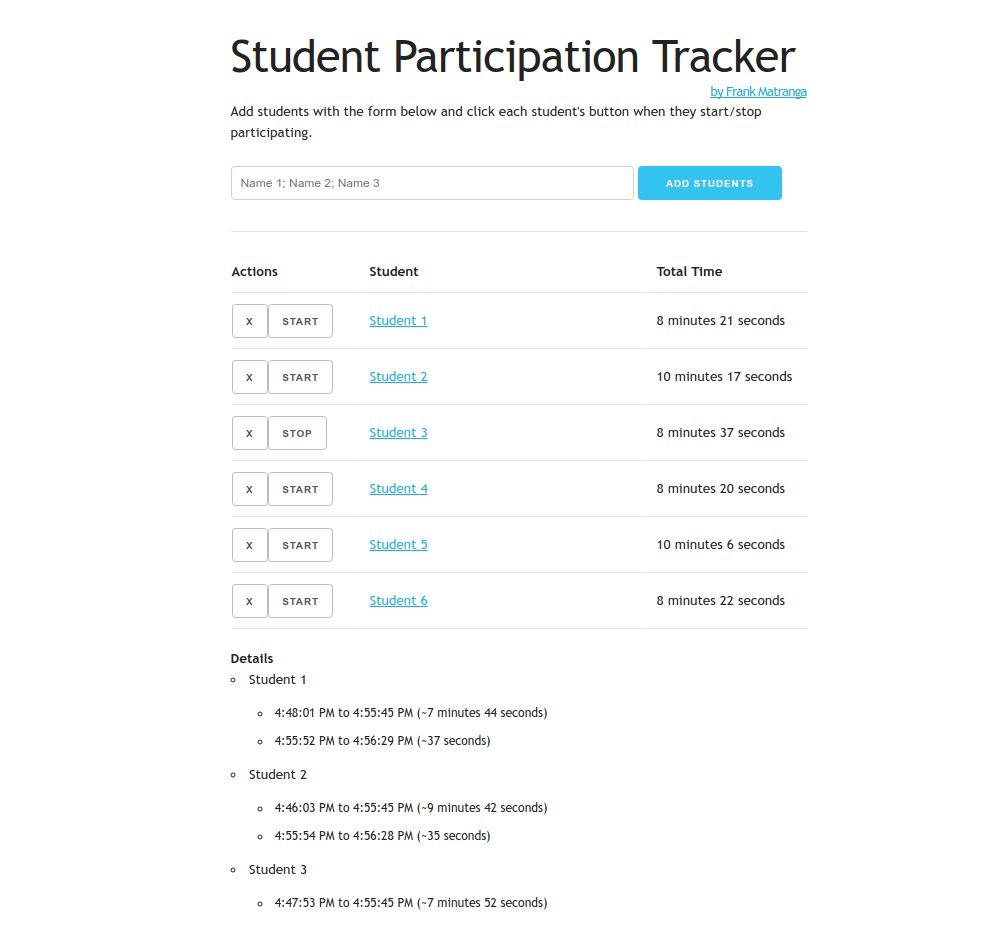 Student Participation Tracker
by Frank Matranga
Add students with the form below and click each student's button when they start/stop
participating.
Name 1; Name 2; Name 3 ADD STUDENTS
Actions Student Total Time
X START Student 1 8 minutes 21 seconds
X START Student 2 10 minutes 17 seconds
X STOP Student 3 8 minutes 37 seconds
X START Student 4 8 minutes 20 seconds
X START Student 5 10 minutes 6 seconds
X START Student 6 8 minutes 22 seconds
Details
Student 1
4:48:01 PM to 4:55:45 PM (~7 minutes 44 seconds)
4:55:52 PM to 4:56:29 PM (~37 seconds)
Student 2
4:46:03 PM to 4:55:45 PM (~9 minutes 42 seconds)
4:55:54 PM to 4:56:28 PM (~35 seconds)
Student 3
4:47:53 PM to 4:55:45 PM (~7 minutes 52 seconds)